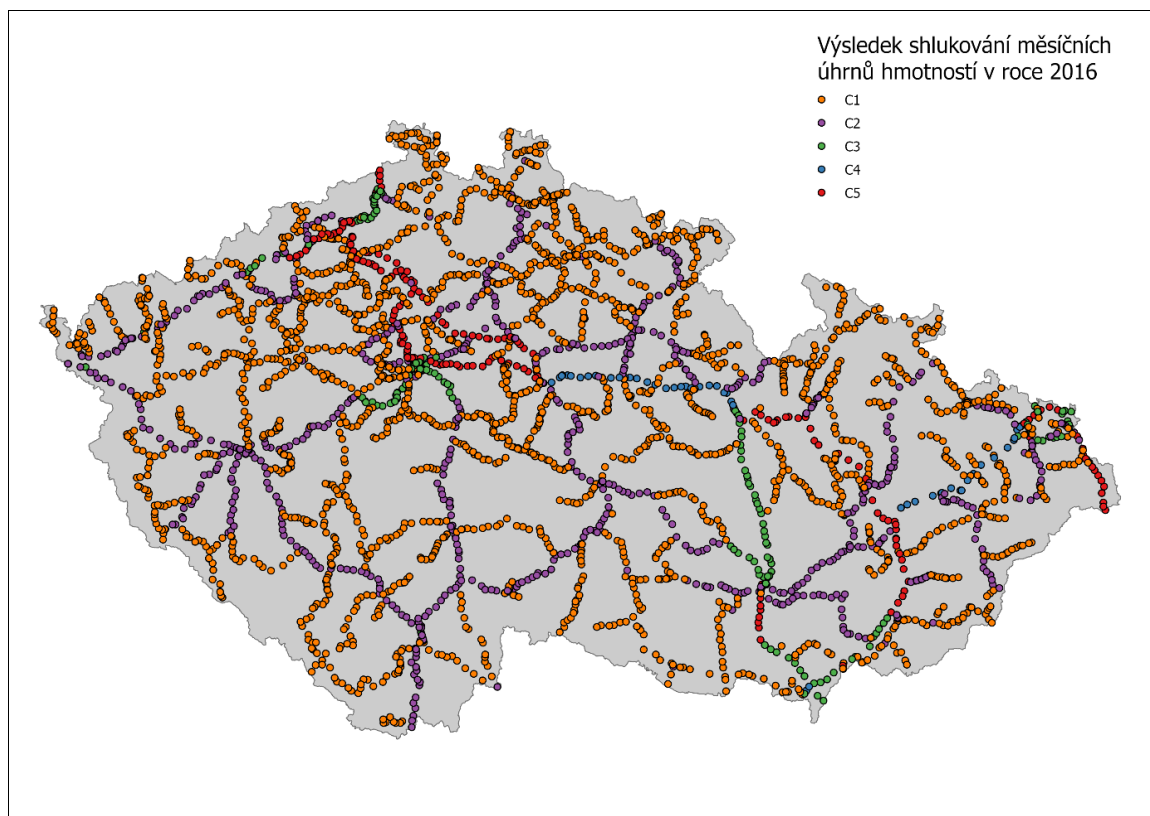 Výsledek shlukování měsíčních
úhrnů hmotností v roce 2016
C1
C2
C3
C4
C5